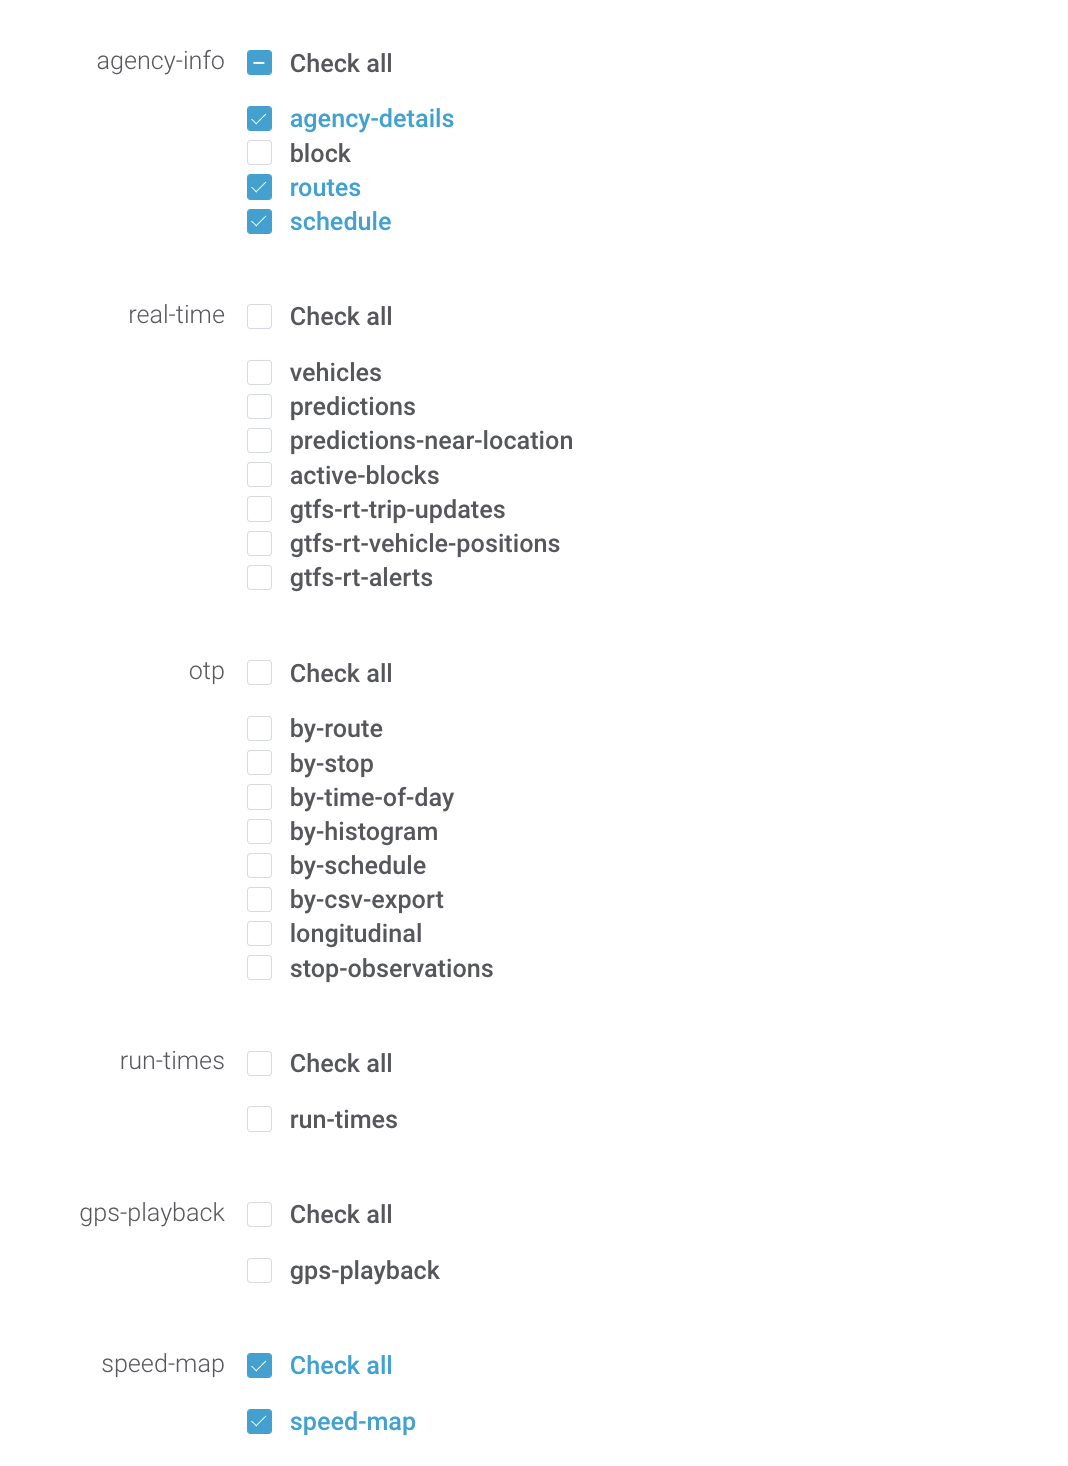 agency-info Check all
agency-details
block
routes
schedule
real-time Check all
vehicles
predictions
predictions-near-location
active-blocks
gtfs-rt-trip-updates
gtfs-rt-vehicle-positions
gtfs-rt-alerts
otp Check all
by-route
by-stop
by-time-of-day
by-histogram
by-schedule
by-csv-export
longitudinal
stop-observations
run-times Check all
run-times
gps-playback Check all
gps-playback
speed-map Check all
speed-map